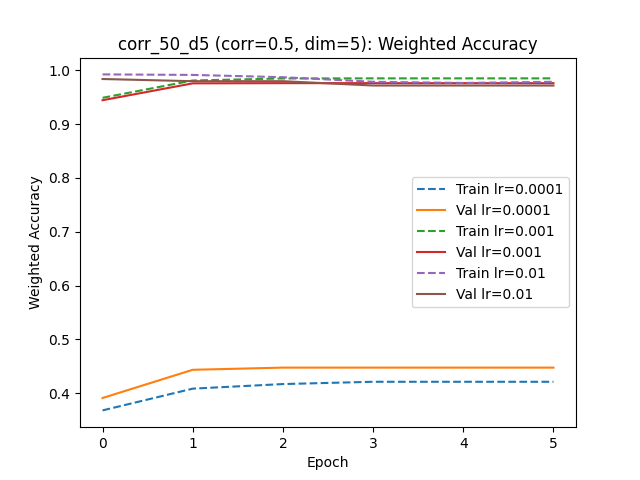 corr_50_d5 (corr=0.5, dim=5): Weighted Accuracy
Weighted Accuracy
1.0
0.9
0.8
0.7
0.6
0.5
0.4
Train lr=0.0001
Val lr=0.0001
Train lr=0.001
Val lr=0.001
Train lr=0.01
Val lr=0.01
0 1 2 3 4 5
Epoch